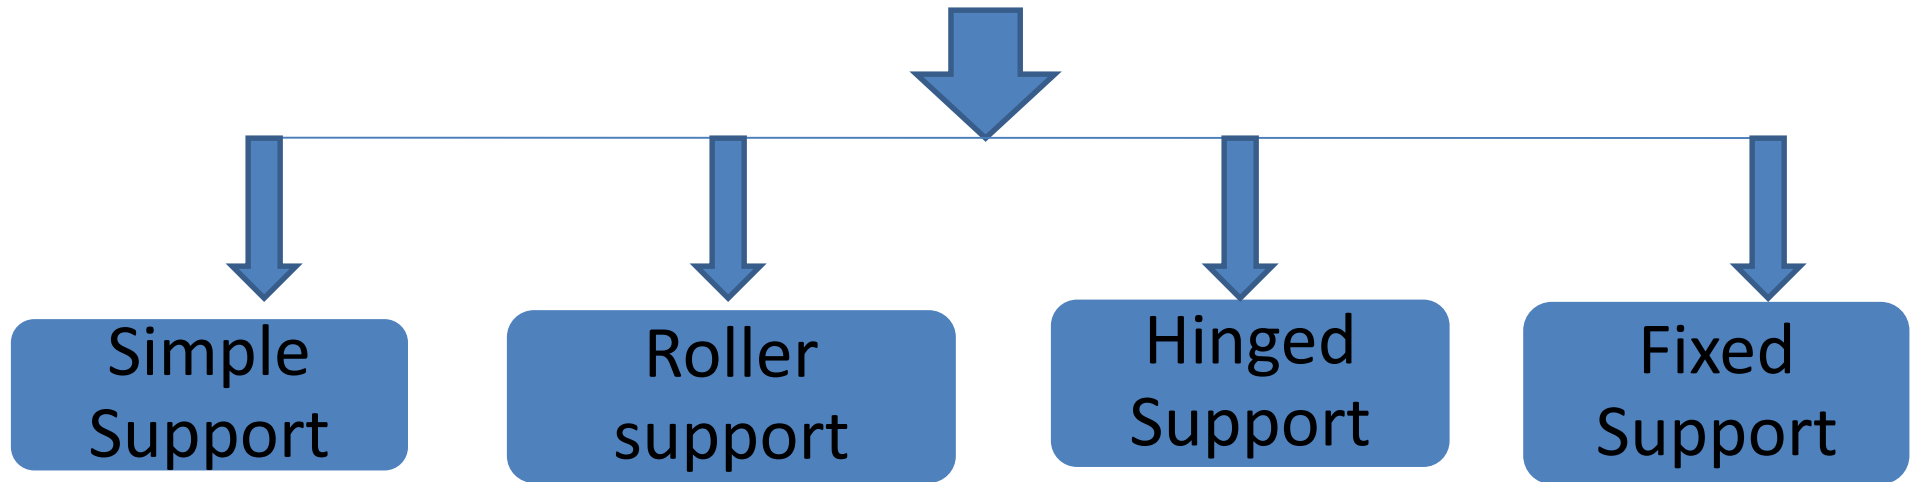 Simple
Support
Roller
support
Hinged
Support
Fixed
Support